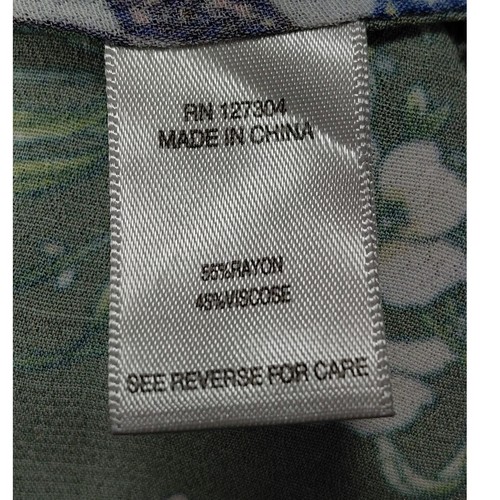 RN 127304
MADE IN CHINA
55%RAYON
45%VISCOSE
SEE REVERSE FOR CARE